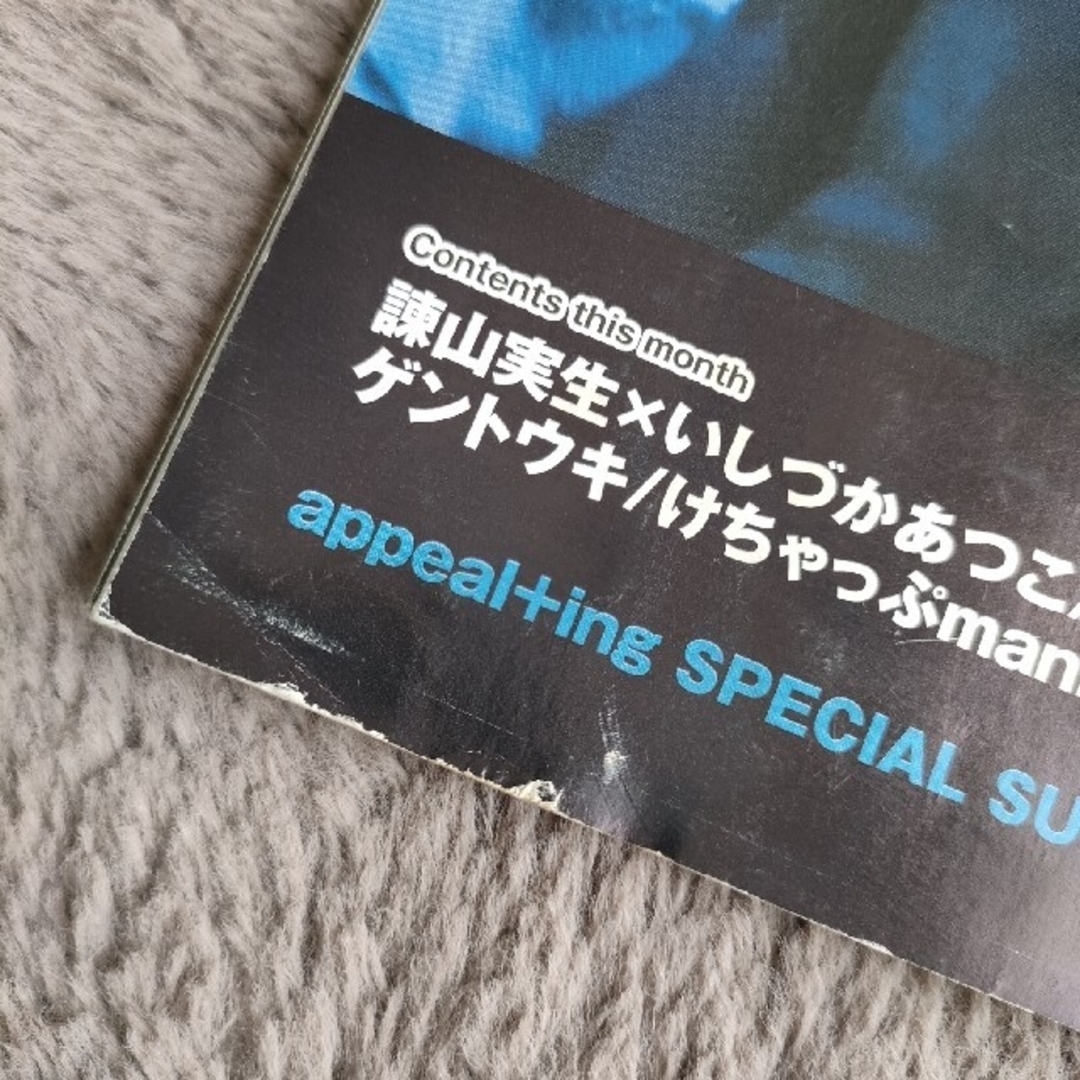 Contents this month
諫山実生×いしづかあつこ
ゲントウキ/けちゃっぷman
appeal+ing SPECIAL SU